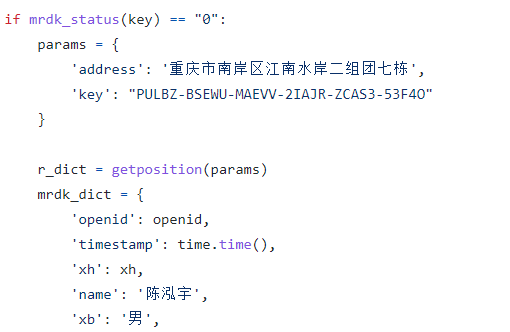 if mrdk_status(key) == "0":
params = {
'address': '重庆市南岸区江南水岸二组团七栋',
'key': "PULBZ-BSEWU-MAEVV-2IAJR-ZCAS3-53F4O"
}
r_dict = getposition(params)
mrdk_dict = {
'openid': openid,
'timestamp': time.time(),
'xh': xh,
'name': '陈泓宇',
'xb': '男',